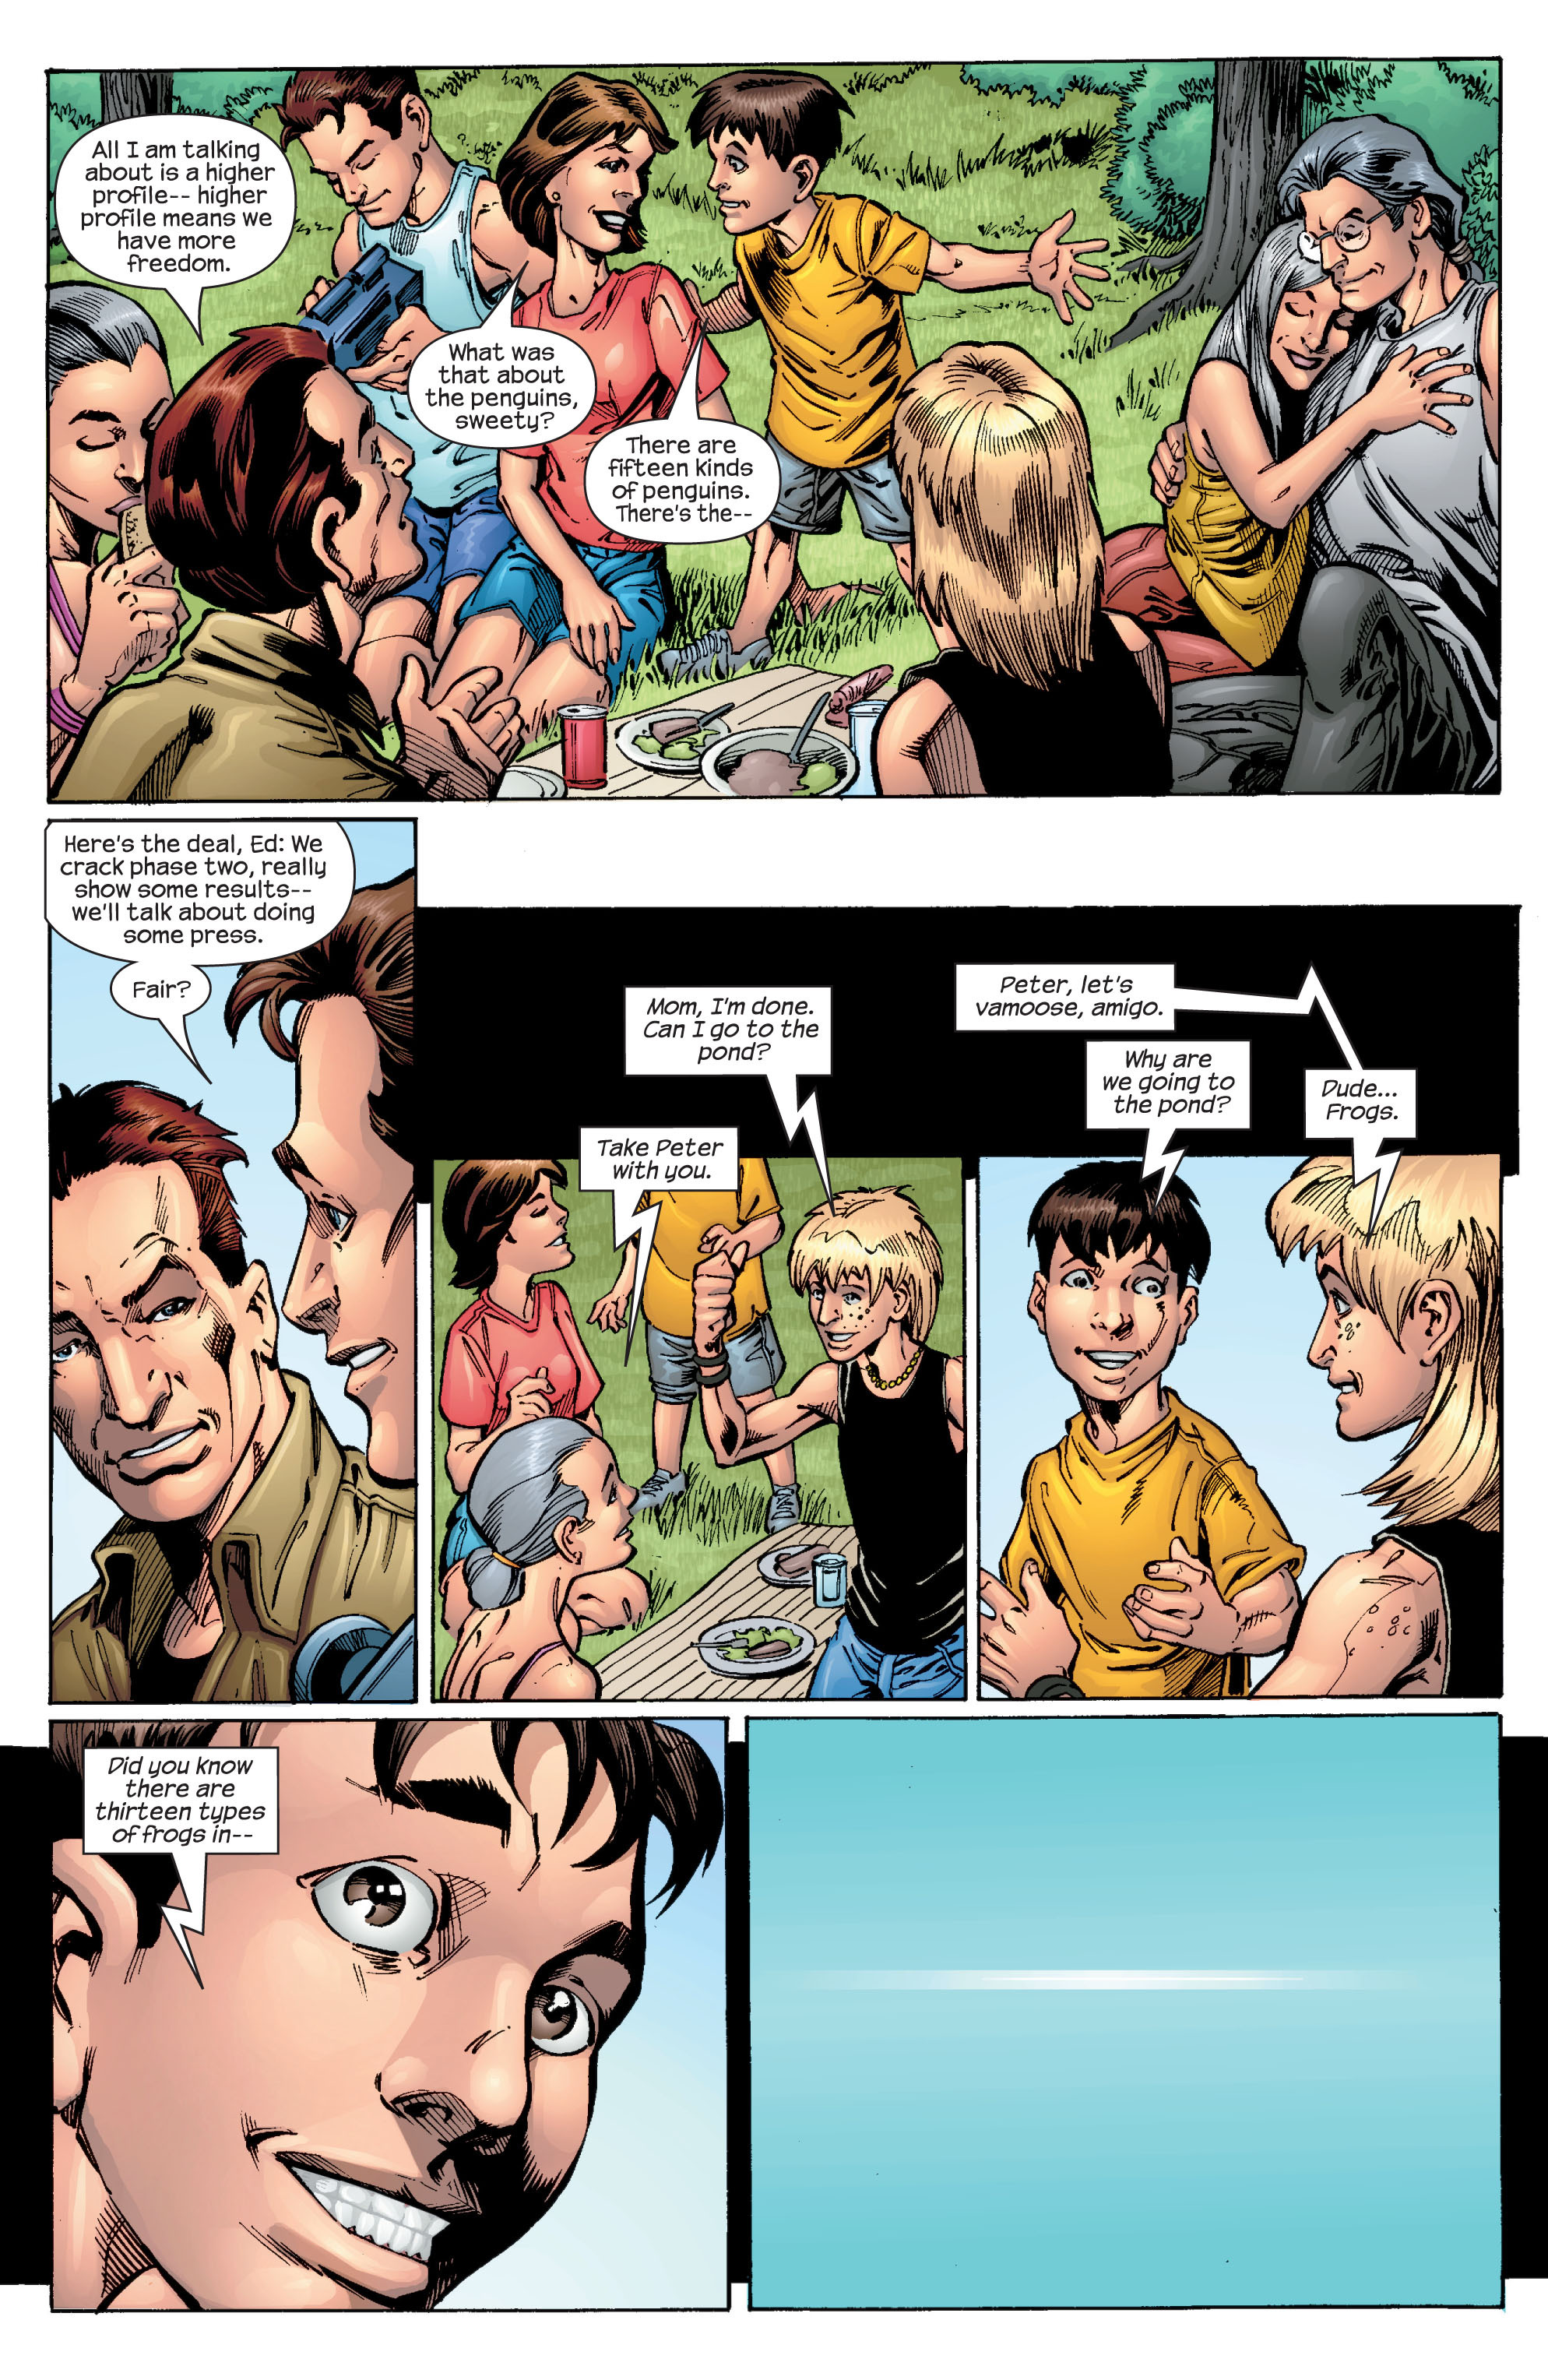 All I am talking
about is a higher
profile-- higher
profile means we
have more
freedom.
What was
that about
the penguins,
sweety?
There are
fifteen kinds
of penguins.
There's the--
Here's the deal, Ed: We
crack phase two, really
show some results--
we'll talk about doing
some press.
Fair?
Mom, I'm done.
Can I go to the
pond?
Take Peter
with you.
Peter, let's
vamoose, amigo.
Why are
we going to
the pond?
Dude...
Frogs.
Did you know
there are
thirteen types
of frogs in--